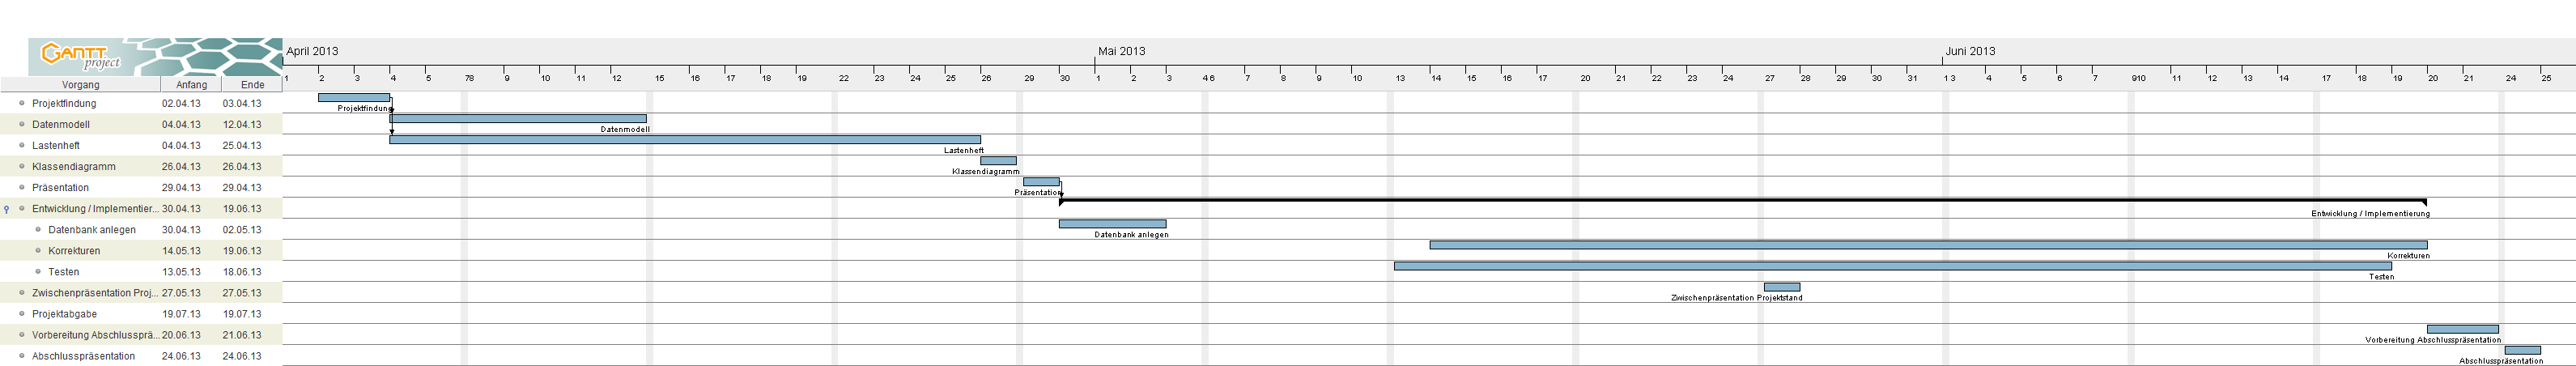 GANTT
project
April 2013 Mai 2013 Juni 2013
1 2 3 4 5 78 9 10 11 12 15 16 17 18 19 22 23 24 25 26 29 30 1 2 3 4 6 7 8 9 10 13 14 15 16 17 20 21 22 23 24 27 28 29 30 31 1 3 4 5 6 7 910 11 12 13 14 17 18 19 20 21 24 25
Vorgang Anfang Ende
Projektfindung 02.04.13 03.04.13
Projektfindung
Datenmodell 04.04.13 12.04.13
Datenmodell
Lastenheft 04.04.13 25.04.13
Lastenheft
Klassendiagramm 26.04.13 26.04.13
Klassendiagramm
Präsentation 29.04.13 29.04.13
Präsentation
Entwicklung / Implementier... 30.04.13 19.06.13
Entwicklung / Implementierung
Datenbank anlegen 30.04.13 02.05.13
Datenbank anlegen
Korrekturen 14.05.13 19.06.13
Korrekturen
Testen 13.05.13 18.06.13
Testen
Zwischenpräsentation Proj... 27.05.13 27.05.13
Zwischenpräsentation Projektstand
Projektabgabe 19.07.13 19.07.13
Vorbereitung Abschlussprä... 20.06.13 21.06.13
Vorbereitung Abschlusspräsentation
Abschlusspräsentation 24.06.13 24.06.13
Abschlusspräsentation